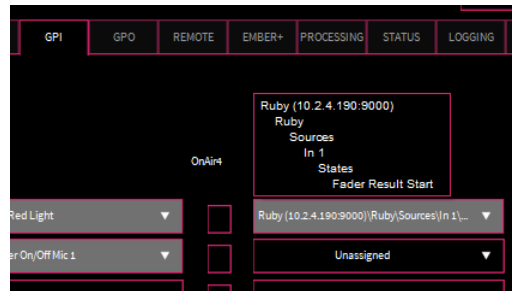 GPI GPO REMOTE EMBER+ PROCESSING STATUS LOGGING
Ruby (10.2.4.190:9000)
Ruby
Sources
In 1
States
Fader Result Start
OnAir4
Red Light
Ruby (10.2.4.190:9000)\Ruby\Sources\In 1\...
er On/Off Mic 1
Unassigned